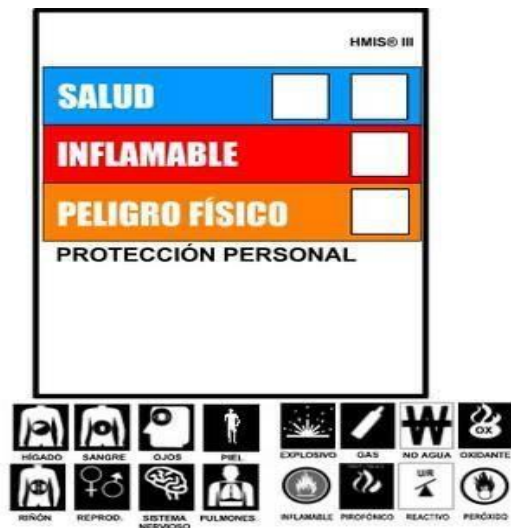 HMIS® III
SALUD
INFLAMABLE
PELIGRO FÍSICO
PROTECCIÓN PERSONAL
HÍGADO SANGRE OJOS PIEL EXPLOSIVO GAS NO AGUA OXIDANTE
OX
RIÑÓN REPROD. SISTEMA NERVIOSO PULMONES INFLAMABLE PIROFÓNICO REACTIVO PERÓXIDO